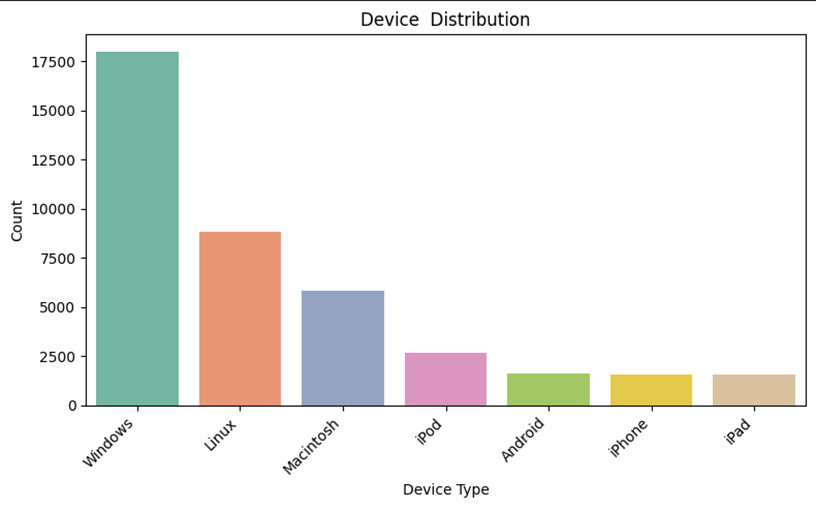 Device  Distribution
17500
15000
12500
10000
7500
5000
2500
0
Count
Windows
Linux
Macintosh
iPod
Android
iPhone
iPad
Device Type